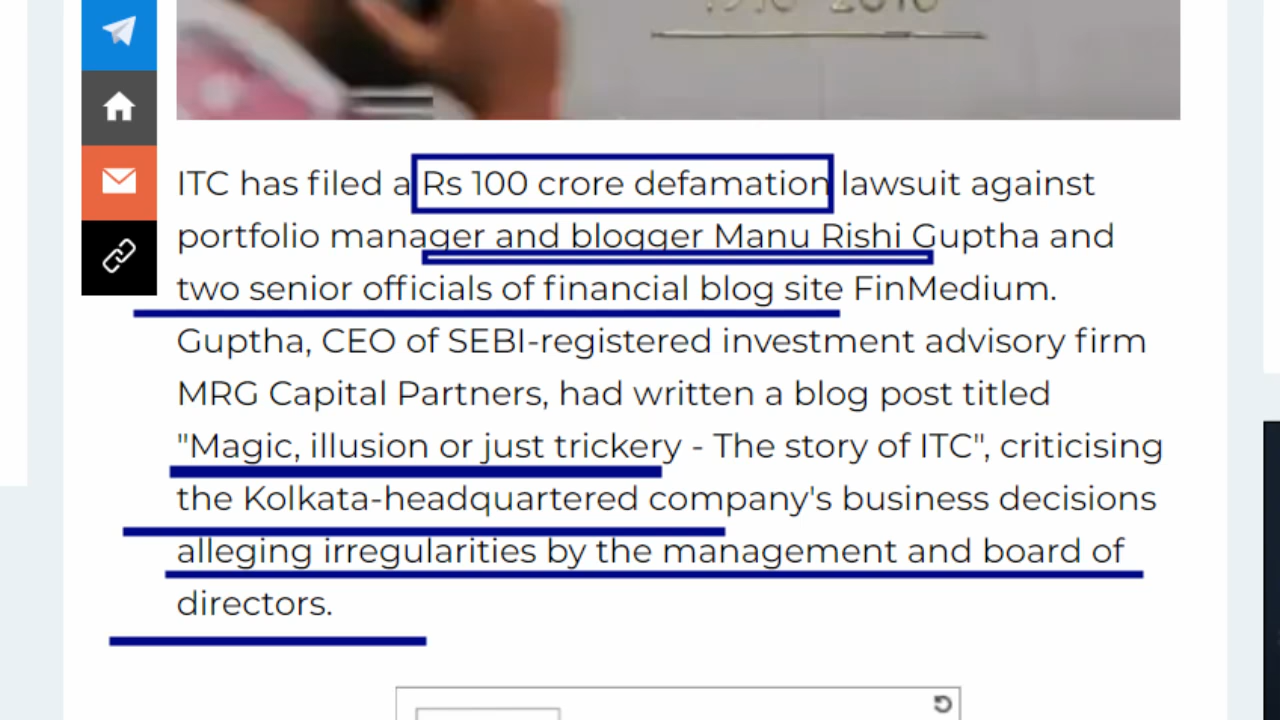 1910 2010
ITC has filed a Rs 100 crore defamation lawsuit against
portfolio manager and blogger Manu Rishi Guptha and
two senior officials of financial blog site FinMedium.
Guptha, CEO of SEBI-registered investment advisory firm
MRG Capital Partners, had written a blog post titled
"Magic, illusion or just trickery - The story of ITC", criticising
the Kolkata-headquartered company's business decisions
alleging irregularities by the management and board of
directors.